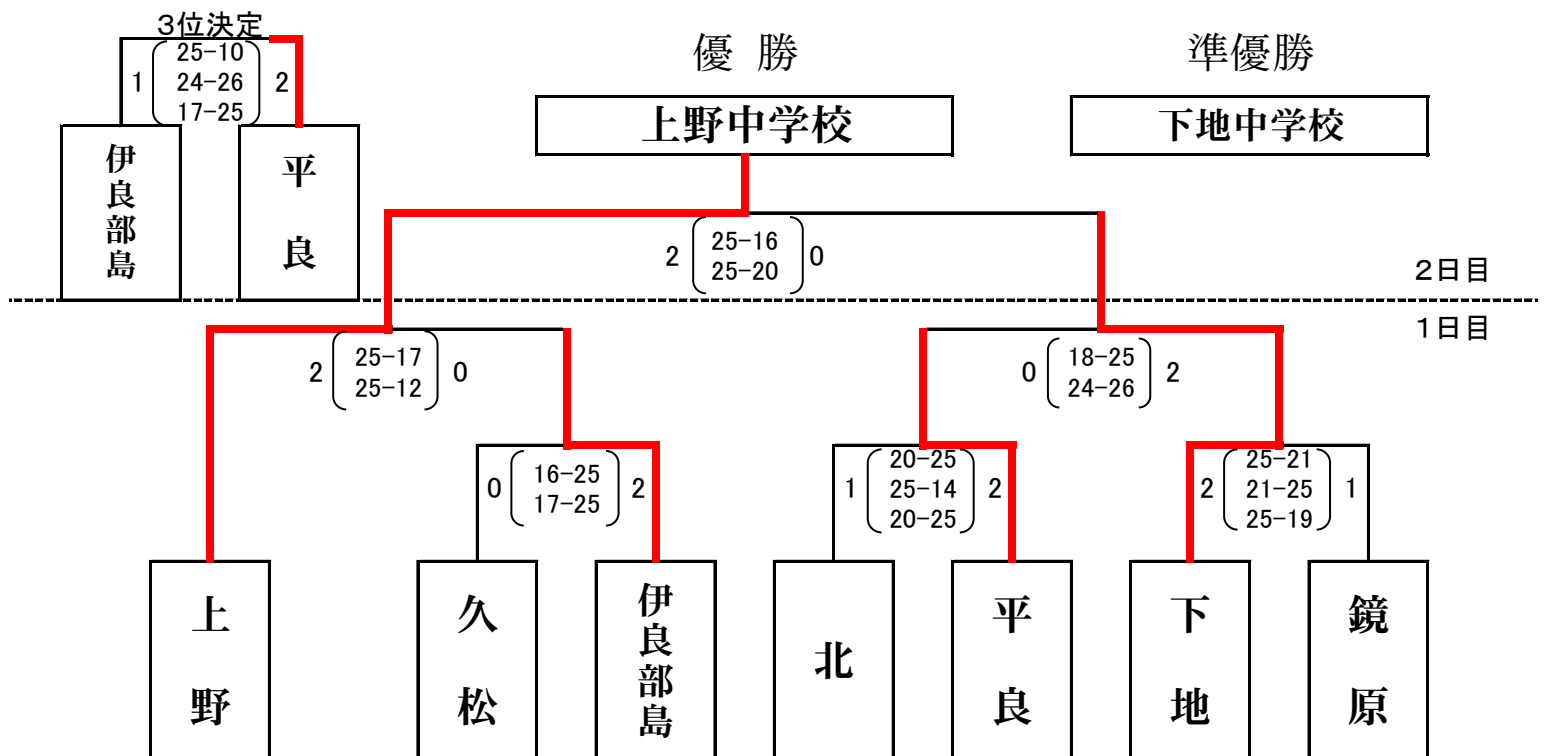 3位決定
1
25-10
24-26
17-25
2
伊良部島
平良
優 勝
上野中学校
準優勝
下地中学校
2
25-16
25-20
0
2日目
1日目
2
25-17
25-12
0
0
18-25
24-26
2
0
16-25
17-25
2
1
20-25
25-14
20-25
2
2
25-21
21-25
25-19
1
上野
久松
伊良部島
北
平良
下地
鏡原